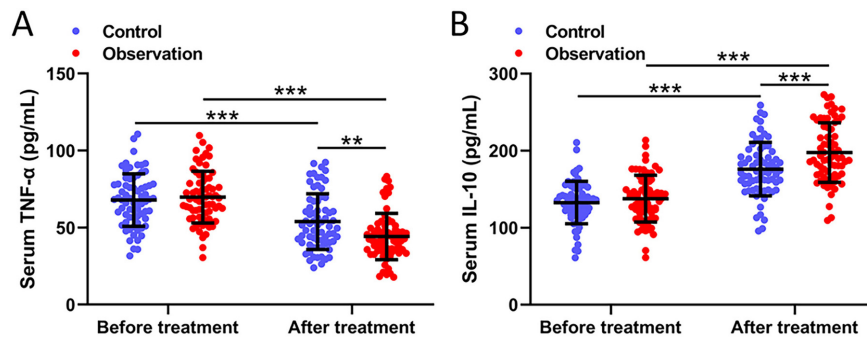 A
Control
Observation
Serum TNF-α (pg/mL)
150
100
50
0
***
***
**
Before treatment
After treatment
B
Control
Observation
Serum IL-10 (pg/mL)
300
200
100
0
***
***
***
Before treatment
After treatment